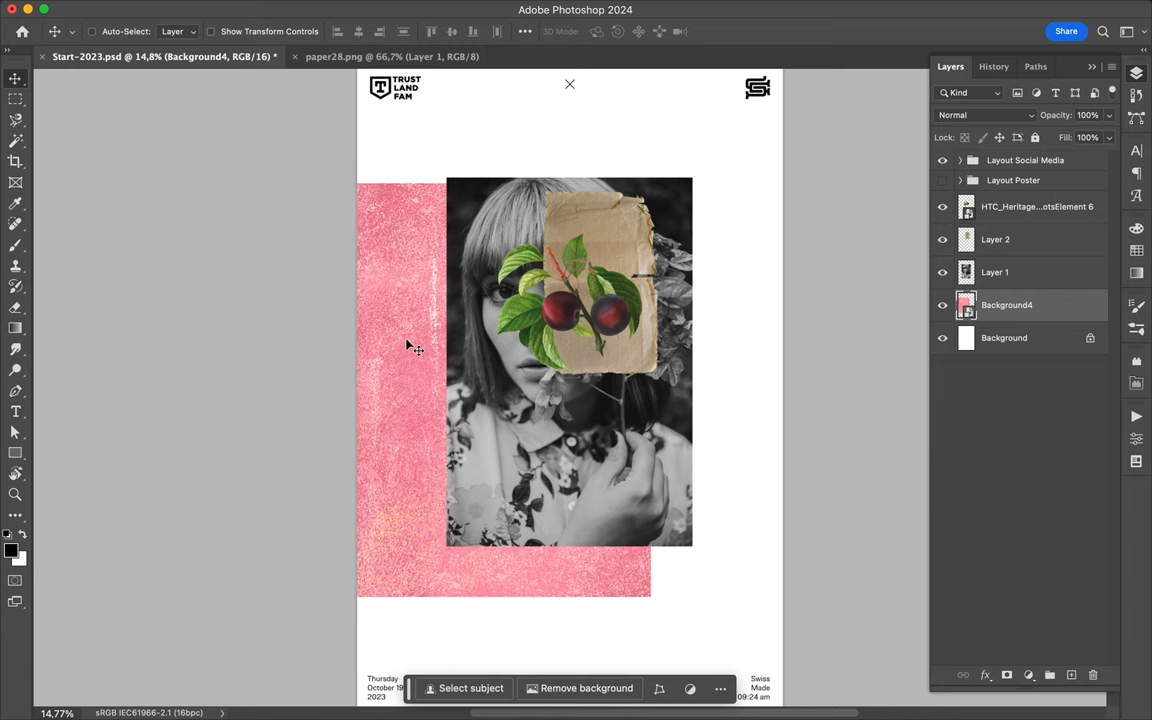 Adobe Photoshop 2024
Auto-Select: Layer Show Transform Controls 3D Mode: Share
Start-2023.psd @ 14,8% (Background4, RGB/16) * paper28.png @ 66,7% (Layer 1, RGB/8)
Layers History Paths
Kind
Normal Opacity: 100%
Lock: Fill: 100%
Layout Social Media
Layout Poster
HTC_Heritage...otsElement 6
Layer 2
Layer 1
Background4
Background
TRUST
LAND
FAM
Thursday
October 19
2023
Select subject Remove background
Swiss
Made
09:24 am
14,77% sRGB IEC61966-2.1 (16bpc)